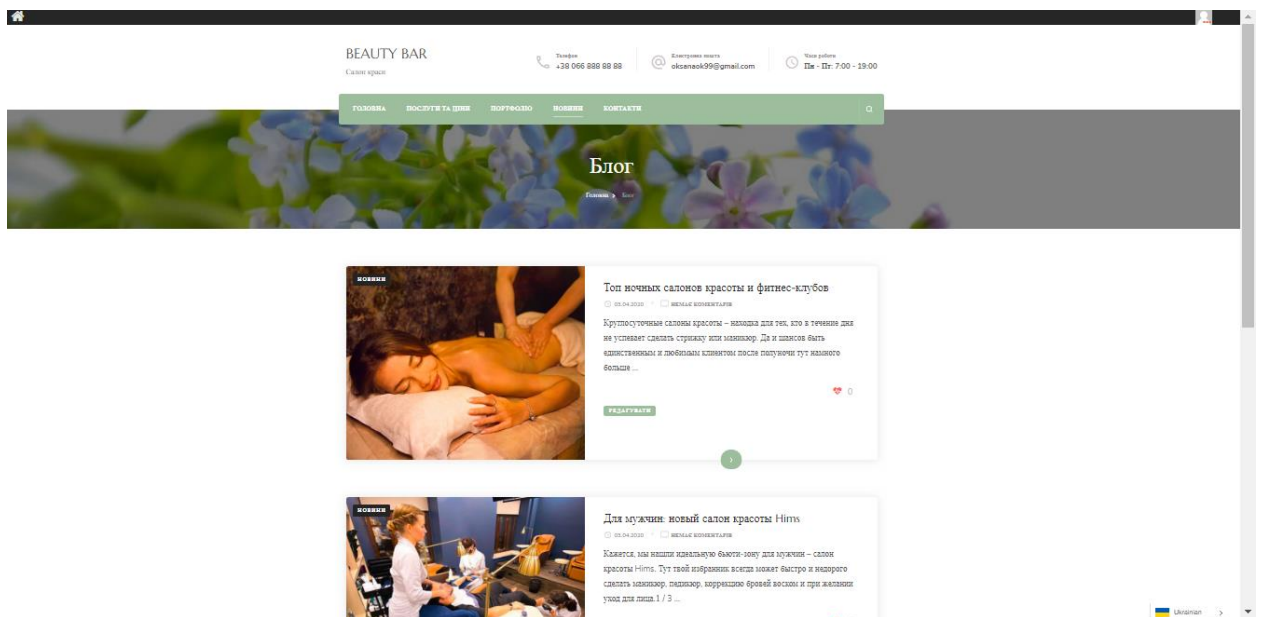 BEAUTY BAR
Салон краси
Телефон
+38 066 888 88 88
Електронна пошта
oksanaok99@gmail.com
Часи роботи
Пн - Пт: 7:00 - 19:00
ГОЛОВНА ПОСЛУГИ ТА ЦІНИ ПОРТФОЛІО НОВИНИ КОНТАКТИ
Блог
Головна Блог
НОВИНИ
Топ ночных салонов красоты и фитнес-клубов
05.04.2020 НЕМАЄ КОМЕНТАРІВ
Круглосуточные салоны красоты – находка для тех, кто в течение дня
не успевает сделать стрижку или маникюр. Да и шансов быть
единственным и любимым клиентом после полуночи тут намного
больше ...
0
РЕДАГУВАТИ
НОВИНИ
Для мужчин: новый салон красоты Hims
05.04.2020 НЕМАЄ КОМЕНТАРІВ
Кажется, мы нашли идеальную бьюти-зону для мужчин – салон
красоты Hims. Тут твой избранник всегда может быстро и недорого
сделать маникюр, педикюр, коррекцию бровей воском и при желании
уход для лица.1 / 3 ...
Ukrainian